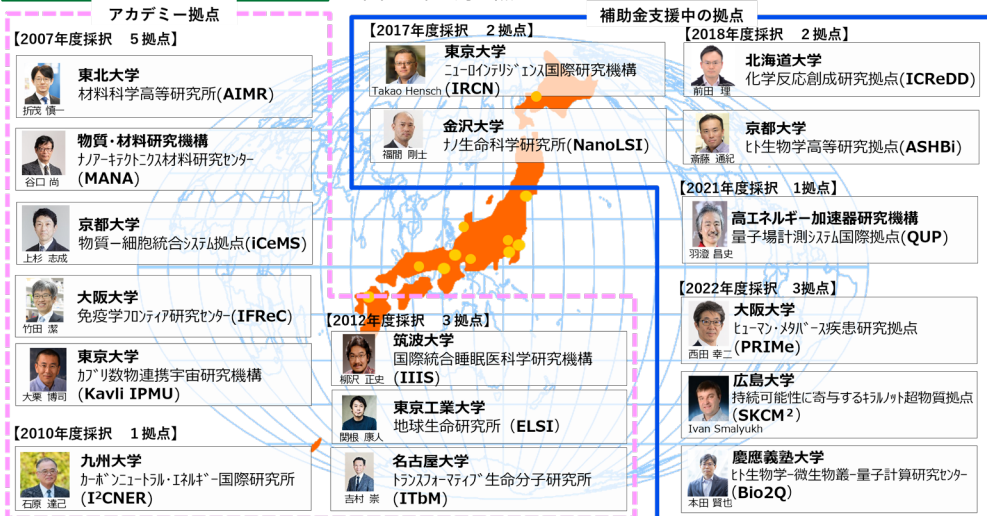 アカデミー拠点
【2007年度採択 5拠点】
東北大学
材料科学高等研究所(AIMR)
折茂 慎一
物質・材料研究機構
ナノアーキテクトニクス材料研究センター
(MANA)
谷口 尚
京都大学
物質ー細胞統合システム拠点(iCeMS)
上杉 志成
大阪大学
免疫学フロンティア研究センター(IFReC)
竹田 潔
東京大学
カブリ数物連携宇宙研究機構
(Kavli IPMU)
大栗 博司
【2010年度採択 1拠点】
九州大学
カーボンニュートラル・エネルギー国際研究所
(I²CNER)
石原 達己
【2012年度採択 3拠点】
筑波大学
国際統合睡眠医科学研究機構
(IIIS)
柳沢 正史
東京工業大学
地球生命研究所（ELSI)
関根 康人
名古屋大学
トランスフォーマティブ生命分子研究所
(ITbM)
吉村 崇
補助金支援中の拠点
【2017年度採択 2拠点】
東京大学
ニューロインテリジェンス国際研究機構
(IRCN)
Takao Hensch
金沢大学
ナノ生命科学研究所(NanoLSI)
福間 剛士
【2018年度採択 2拠点】
北海道大学
化学反応創成研究拠点(ICReDD)
前田 理
京都大学
ヒト生物学高等研究拠点(ASHBi)
斎藤 通紀
【2021年度採択 1拠点】
高エネルギー加速器研究機構
量子場計測システム国際拠点(QUP)
羽澄 昌史
【2022年度採択 3拠点】
大阪大学
ヒューマン・メタバース疾患研究拠点
(PRIMe)
西田 幸二
広島大学
持続可能性に寄与するキラルノット超物質拠点
(SKCM²)
Ivan Smalyukh
慶應義塾大学
ヒト生物学−微生物叢−量子計算研究センター
(Bio2Q)
本田 賢也